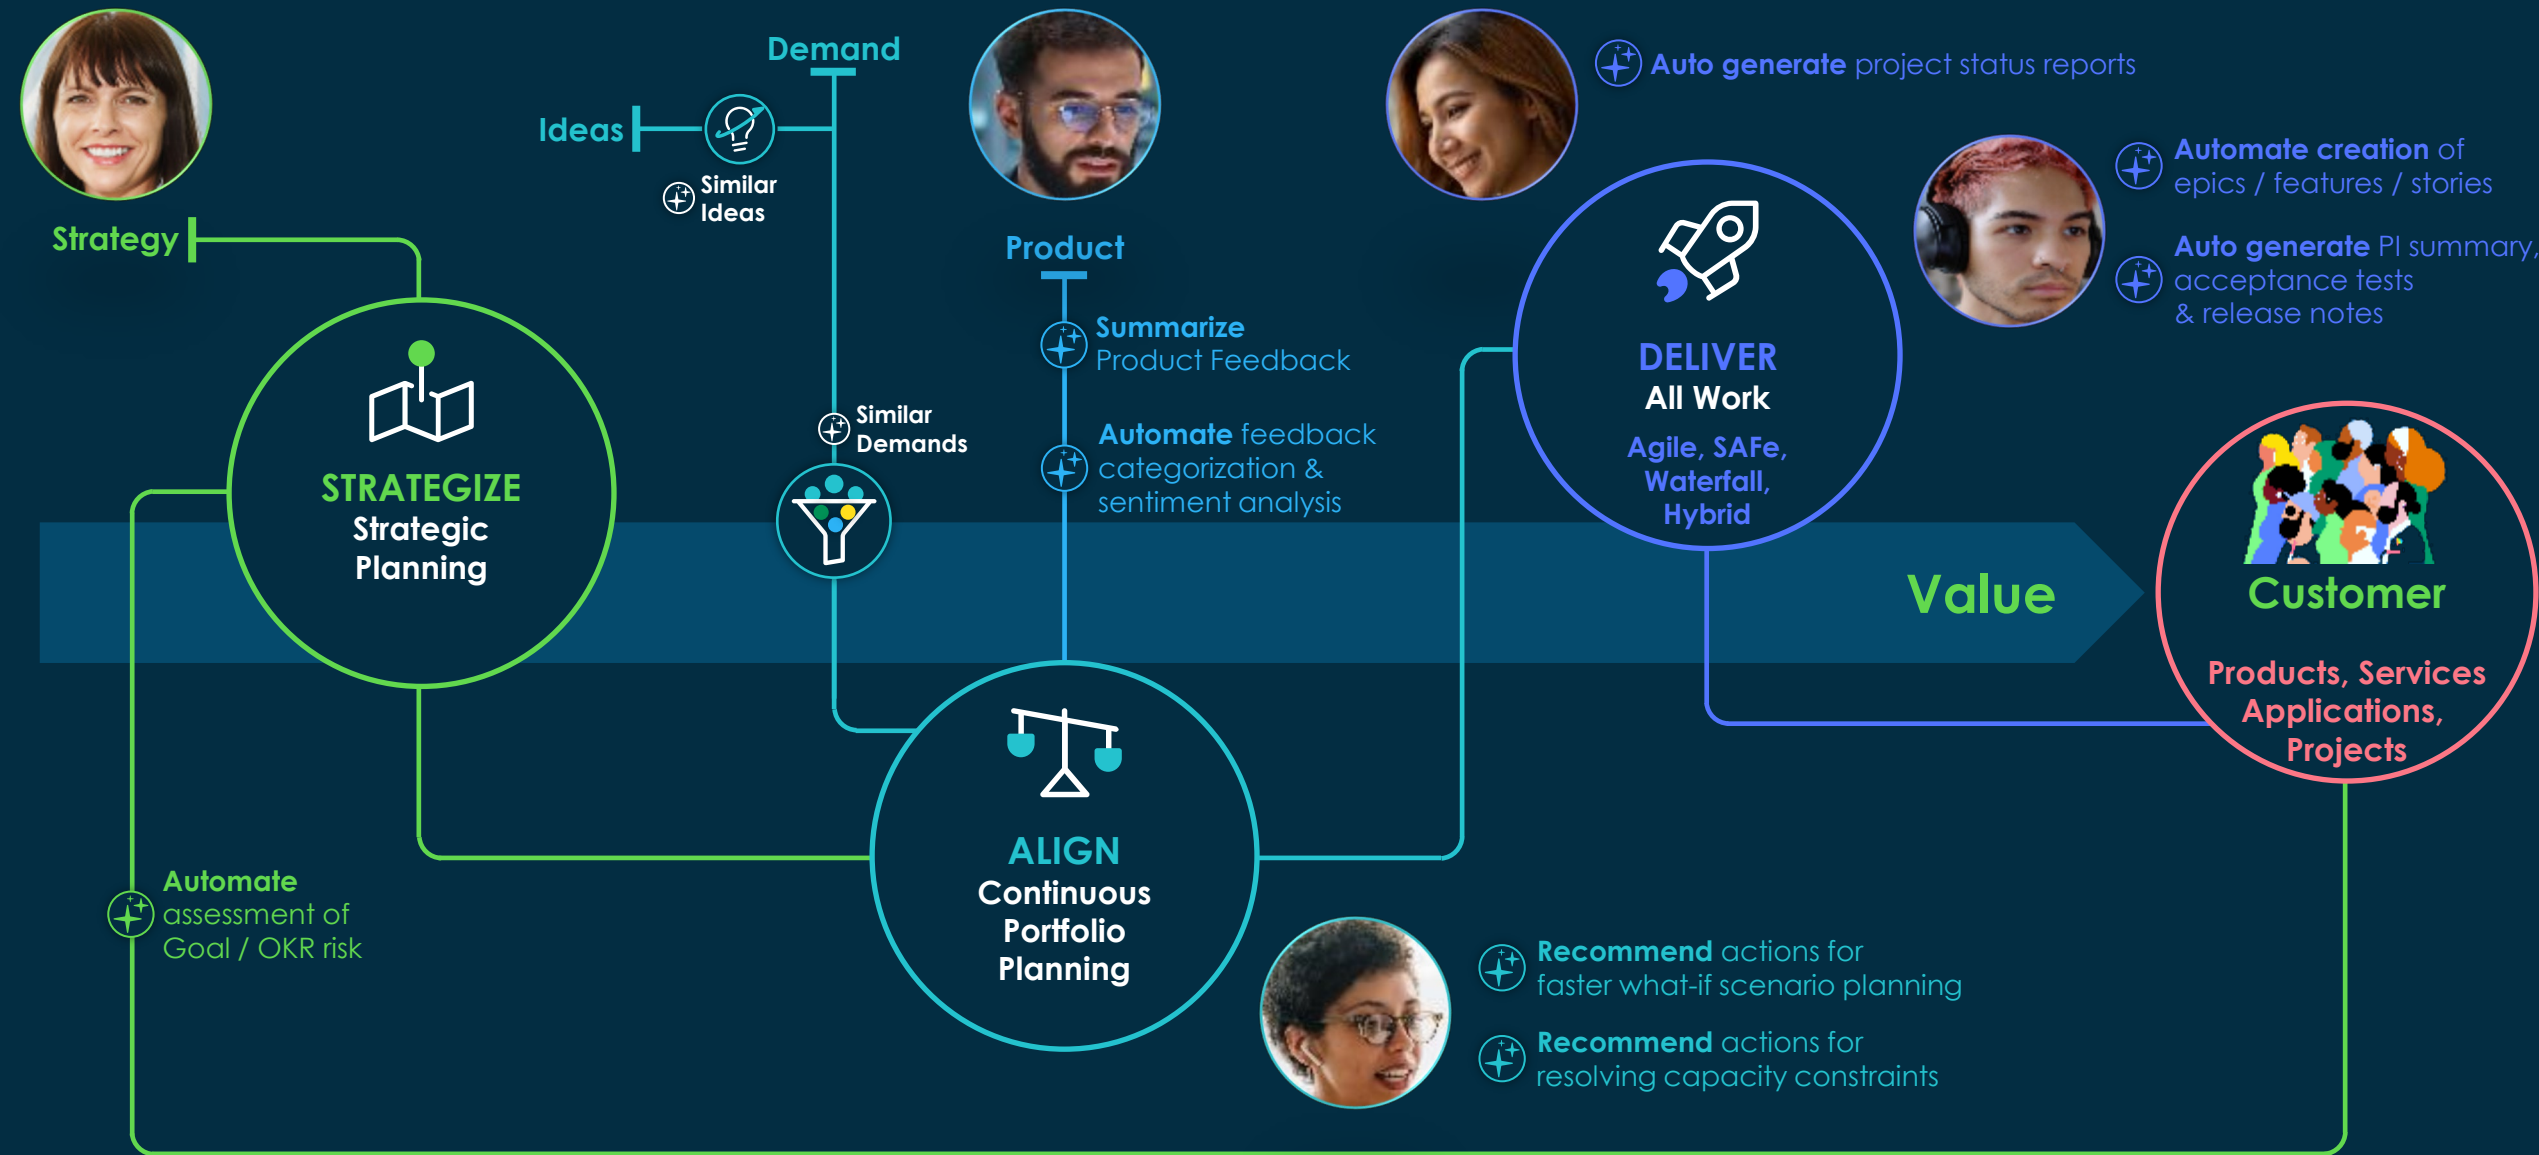 Demand
Ideas
Similar
Ideas
Strategy
Product
Summarize
Product Feedback
Similar
Demands
Automate feedback
categorization &
sentiment analysis
Auto generate project status reports
Automate creation of
epics / features / stories
Auto generate PI summary,
acceptance tests
& release notes
STRATEGIZE
Strategic
Planning
DELIVER
All Work
Agile, SAFe,
Waterfall,
Hybrid
Value
Customer
Products, Services
Applications,
Projects
Automate
assessment of
Goal / OKR risk
ALIGN
Continuous
Portfolio
Planning
Recommend actions for
faster what-if scenario planning
Recommend actions for
resolving capacity constraints